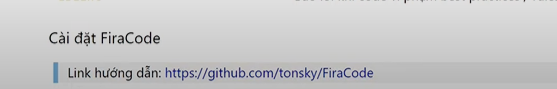 Cài đặt FiraCode
Link hướng dẫn: https://github.com/tonsky/FiraCode